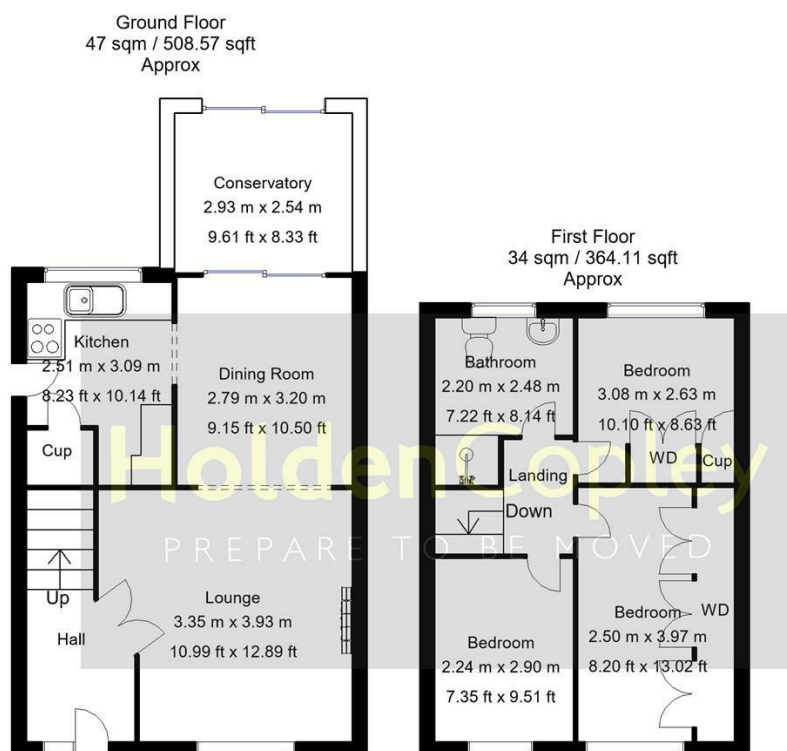 Ground Floor
47 sqm / 508.57 sqft
Approx
Conservatory
2.93 m x 2.54 m
9.61 ft x 8.33 ft
Kitchen
2.51 m x 3.09 m
8.23 ft x 10.14 ft
Dining Room
2.79 m x 3.20 m
9.15 ft x 10.50 ft
Cup
Up
Hall
Lounge
3.35 m x 3.93 m
10.99 ft x 12.89 ft
First Floor
34 sqm / 364.11 sqft
Approx
Bathroom
2.20 m x 2.48 m
7.22 ft x 8.14 ft
Bedroom
3.08 m x 2.63 m
10.10 ft x 8.63 ft
WD
Cup
Landing
Down
Bedroom
2.24 m x 2.90 m
7.35 ft x 9.51 ft
Bedroom
2.50 m x 3.97 m
8.20 ft x 13.02 ft
WD
HoldenCopley
PREPARE TO BE MOVED